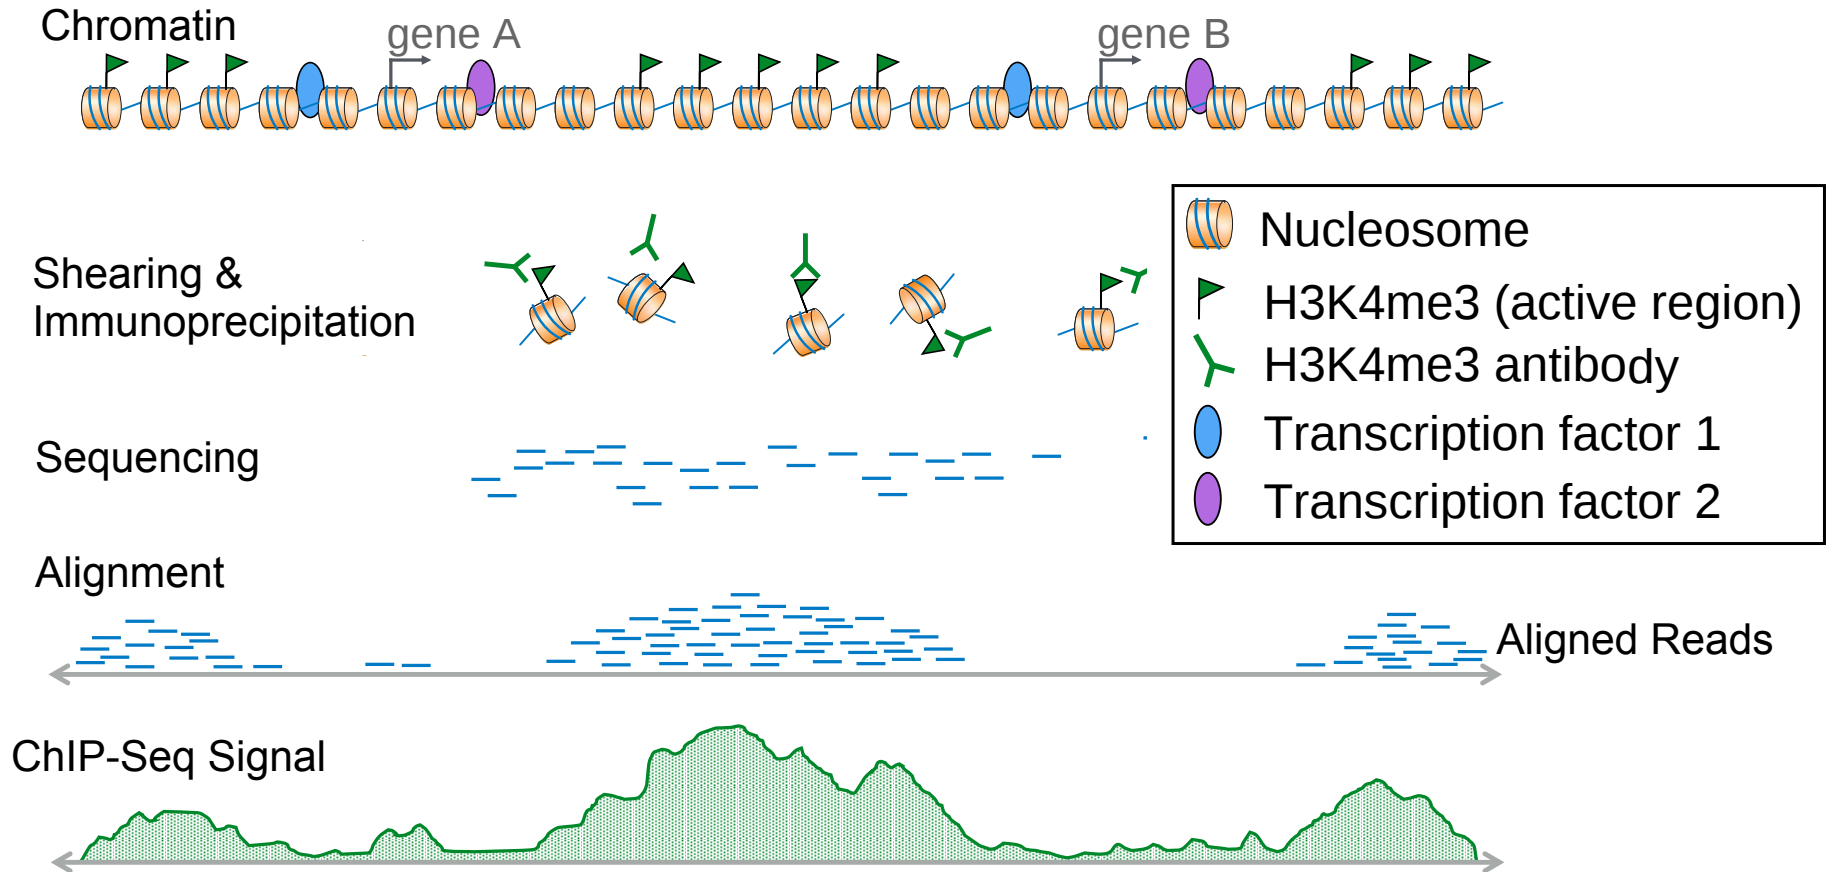 Chromatin
gene A
gene B
Shearing &
Immunoprecipitation
Nucleosome
H3K4me3 (active region)
H3K4me3 antibody
Transcription factor 1
Transcription factor 2
Sequencing
Alignment
Aligned Reads
ChIP-Seq Signal